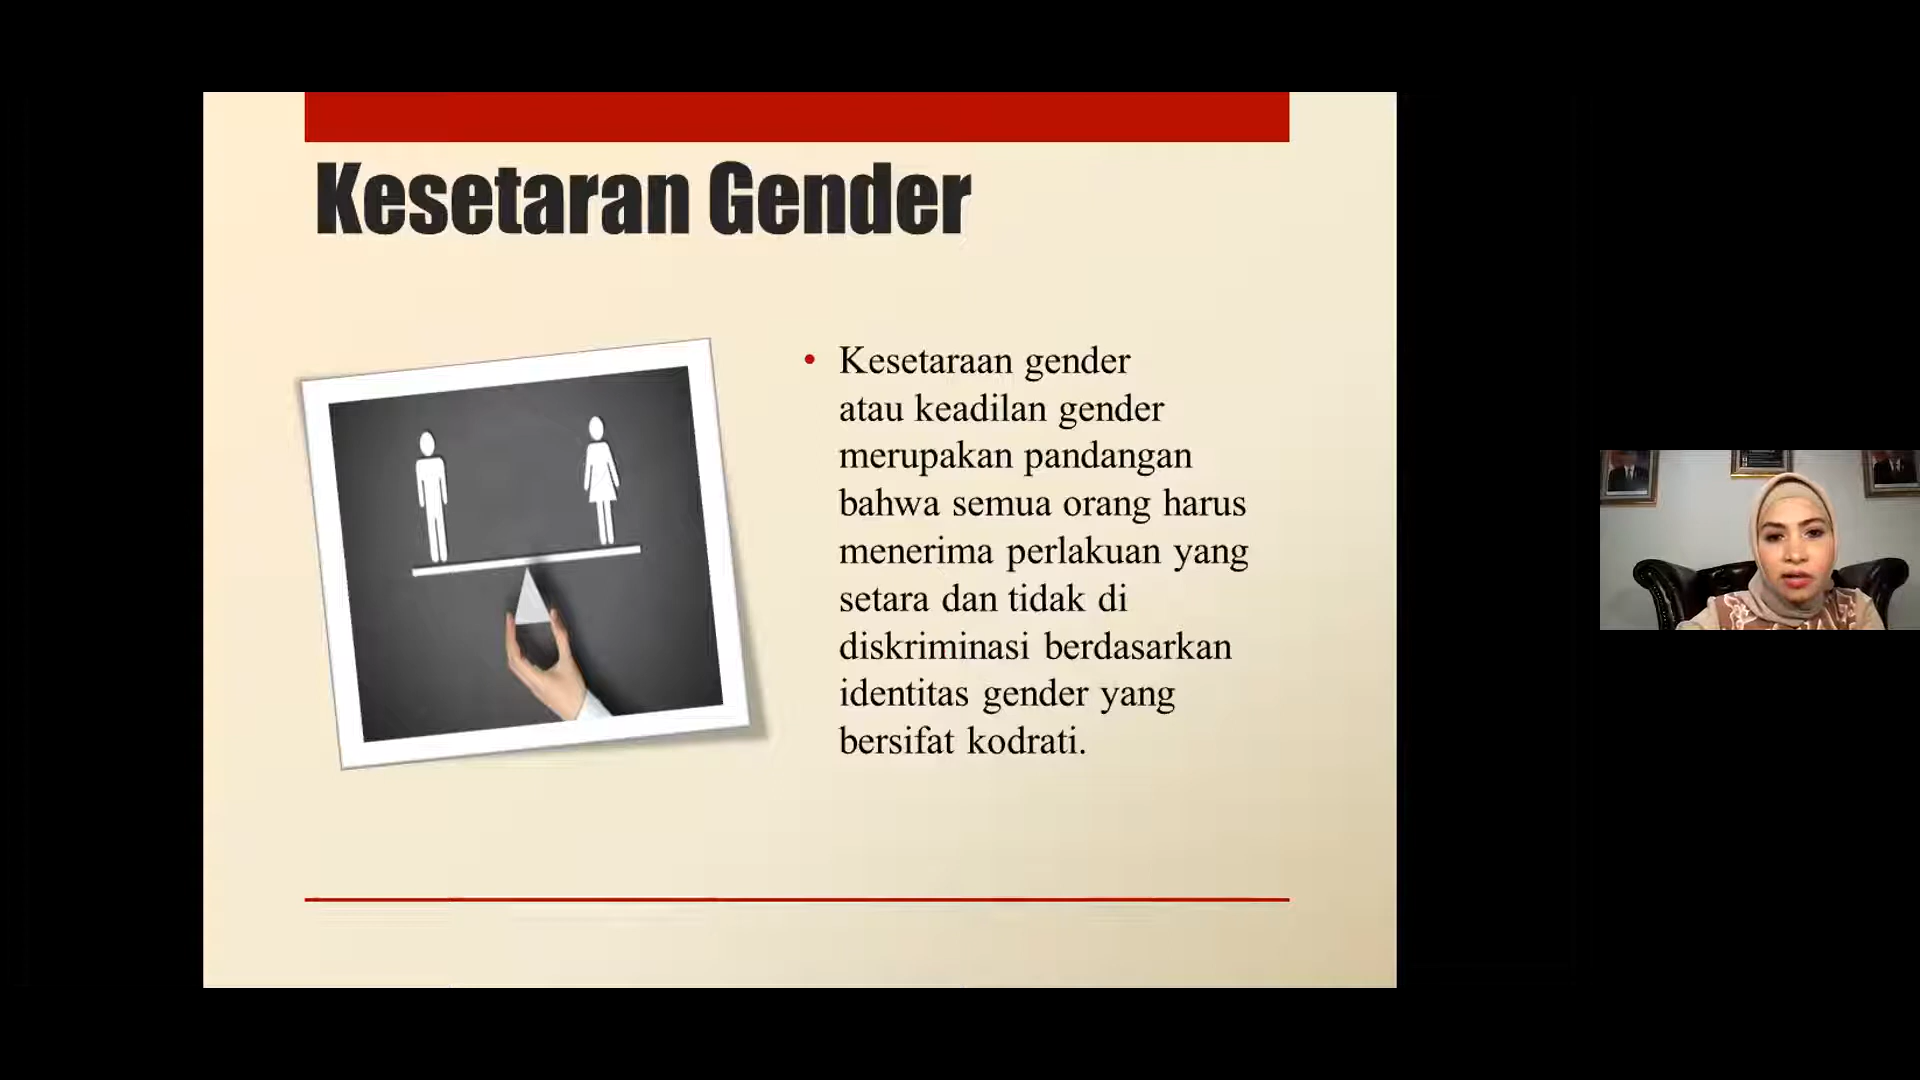 Kesetaran Gender
• Kesetaraan gender
atau keadilan gender
merupakan pandangan
bahwa semua orang harus
menerima perlakuan yang
setara dan tidak di
diskriminasi berdasarkan
identitas gender yang
bersifat kodrati.